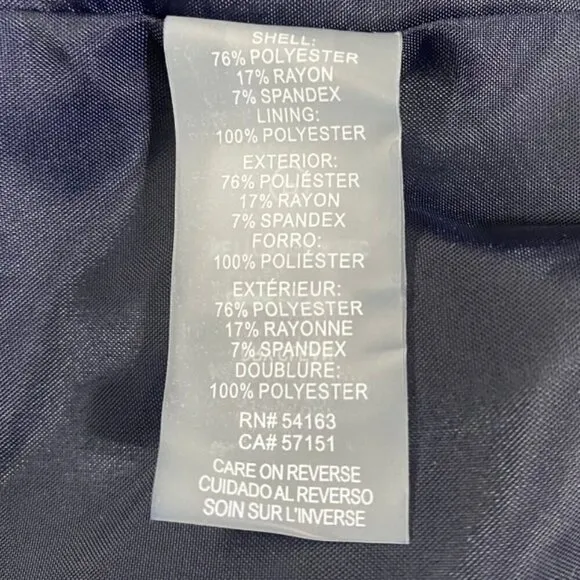 SHELL:
76% POLYESTER
17% RAYON
7% SPANDEX
LINING:
100% POLYESTER
EXTERIOR:
76% POLIÉSTER
17% RAYON
7% SPANDEX
FORRO:
100% POLIÉSTER
EXTÉRIEUR:
76% POLYESTER
17% RAYONNE
7% SPANDEX
DOUBLURE:
100% POLYESTER
RN# 54163
CA# 57151
CARE ON REVERSE
CUIDADO AL REVERSO
SOIN SUR L'INVERSE